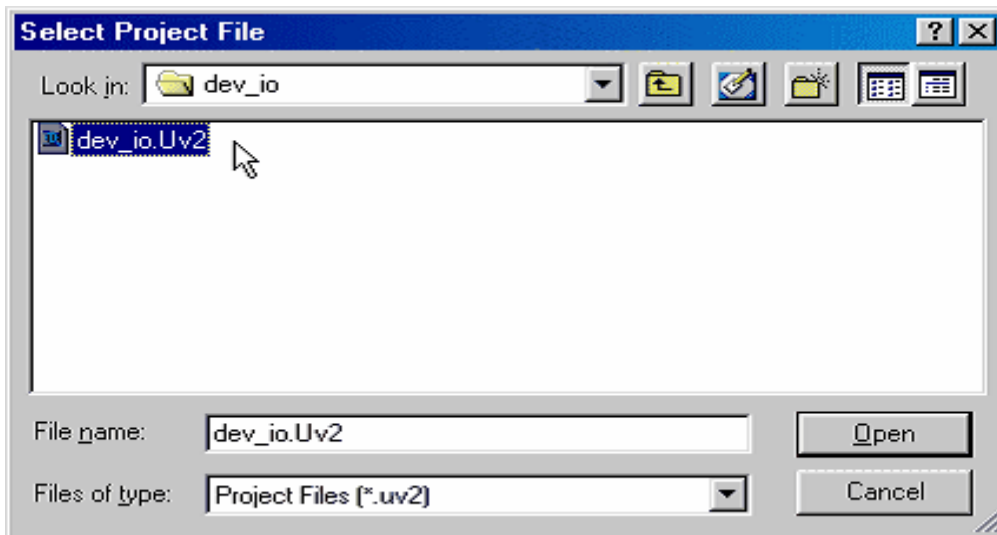 Select Project File
Look in: dev_io
dev_io.Uv2
File name: dev_io.Uv2 Open
Files of type: Project Files (*.uv2) Cancel